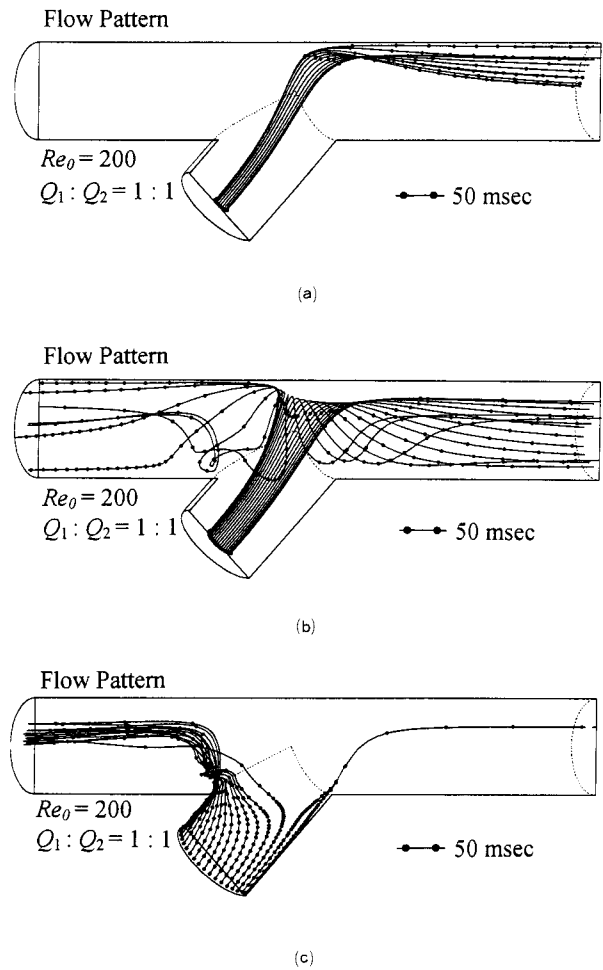 Flow Pattern
Re₀ = 200
Q₁ : Q₂ = 1 : 1
50 msec
(a)
Flow Pattern
Re₀ = 200
Q₁ : Q₂ = 1 : 1
50 msec
(b)
Flow Pattern
Re₀ = 200
Q₁ : Q₂ = 1 : 1
50 msec
(c)